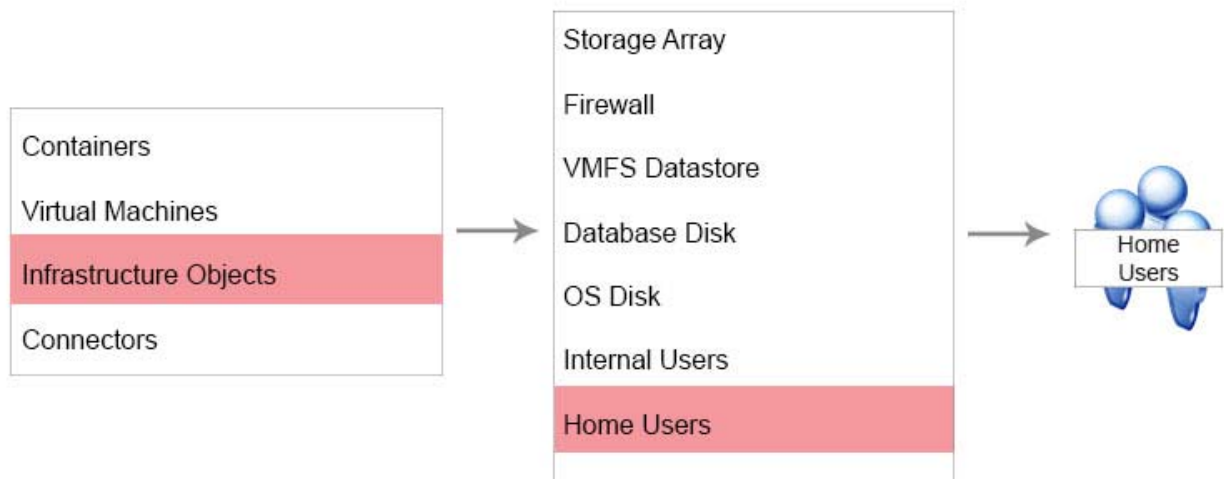 Containers
Virtual Machines
Infrastructure Objects
Connectors
Storage Array
Firewall
VMFS Datastore
Database Disk
OS Disk
Internal Users
Home Users
Home
Users